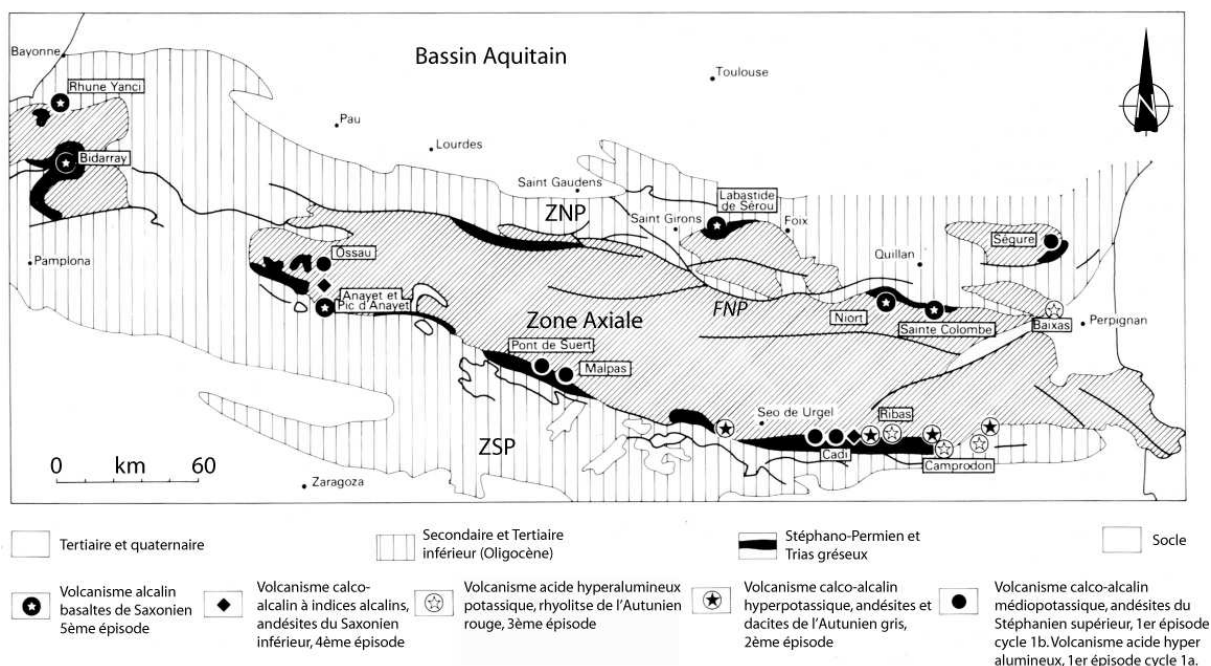 Bayonne
Bassin Aquitain
Toulouse
Rhune Yanci
N
Pau
Lourdes
Bidarray
Saint Gaudens
Labastide
de Sérou
ZNP
Saint Girons
Foix
Ségure
Quillan
Pamplona
Ossau
Anayet et
Pic d'Anayet
FNP
Niort
Zone Axiale
Sainte Colombe
Baixas
Perpignan
Pont de Suert
Malpas
Seo de Urgel
Ribas
0 km 60
ZSP
Cadi
Camprodon
Zaragoza
Tertiaire et quaternaire
Secondaire et Tertiaire
inférieur (Oligocène)
Stéphano-Permien et
Trias gréseux
Socle
Volcanisme alcalin
basaltes de Saxonien
5ème épisode
Volcanisme calco-
alcalin à indices alcalins,
andésites du Saxonien
inférieur, 4ème épisode
Volcanisme acide hyperalumineux
potassique, rhyolitse de l'Autunien
rouge, 3ème épisode
Volcanisme calco-alcalin
hyperpotassique, andésites et
dacites de l'Autunien gris,
2ème épisode
Volcanisme calco-alcalin
médiopotassique, andésites du
Stéphanien supérieur, 1er épisode
cycle 1b. Volcanisme acide hyper
alumineux, 1er épisode cycle 1a.